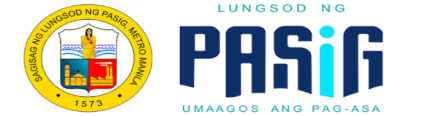 SAGISAG NG LUNGSOD NG PASIG, METRO MANILA
1573
LUNGSOD NG
PASiG
UMAAGOS ANG PAG-ASA